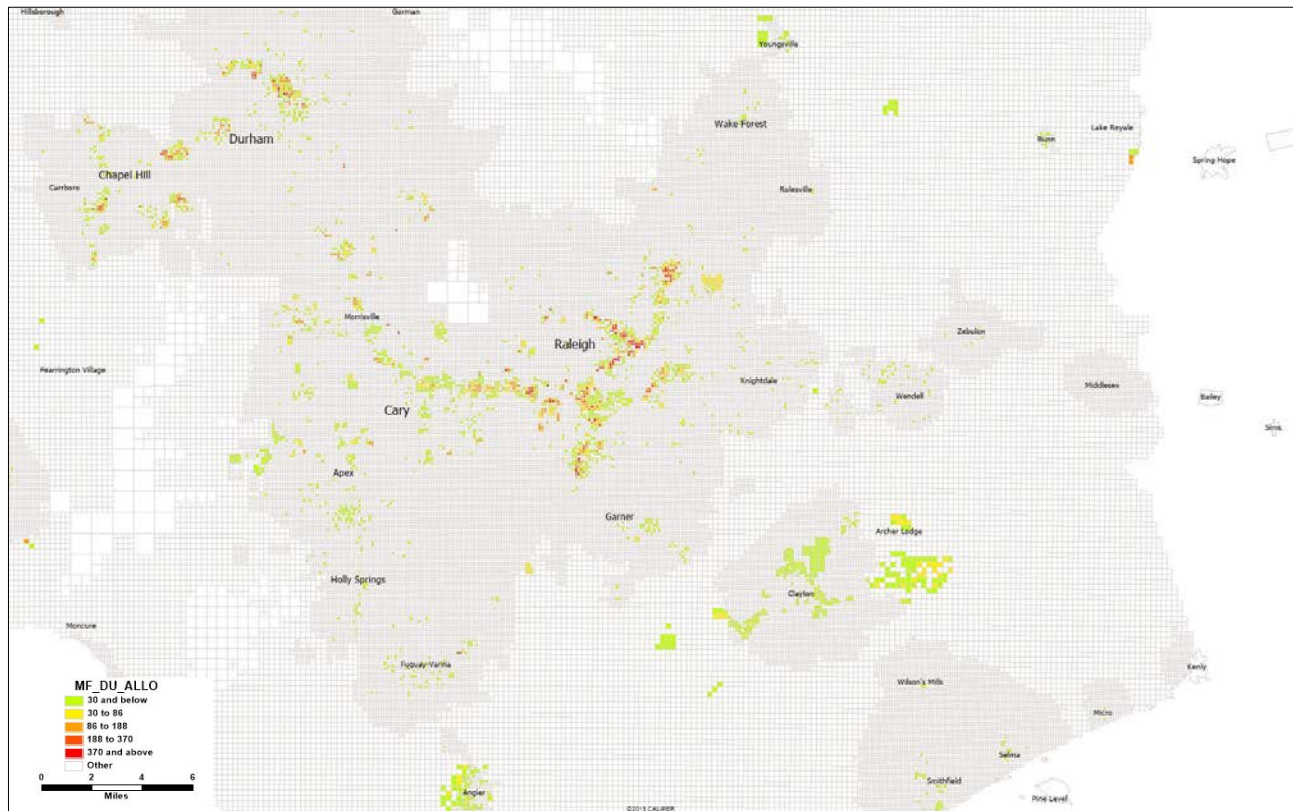 Hillsborough
Gorman
Youngsville
Wake Forest
Bunn
Lake Royale
Spring Hope
Durham
Chapel Hill
Carrboro
Rolesville
Morrisville
Raleigh
Zebulon
Fearrington Village
Knightdale
Middlesex
Wendell
Bailey
Cary
Sims
Apex
Garner
Archer Lodge
Holly Springs
Clayton
Moncure
Fuquay-Varina
Kenly
Wilson's Mills
Micro
Selma
Smithfield
Angier
Pine Level
MF_DU_ALLO
30 and below
30 to 86
86 to 188
188 to 370
370 and above
Other
0 2 4 6
Miles
©2015 CALIPER